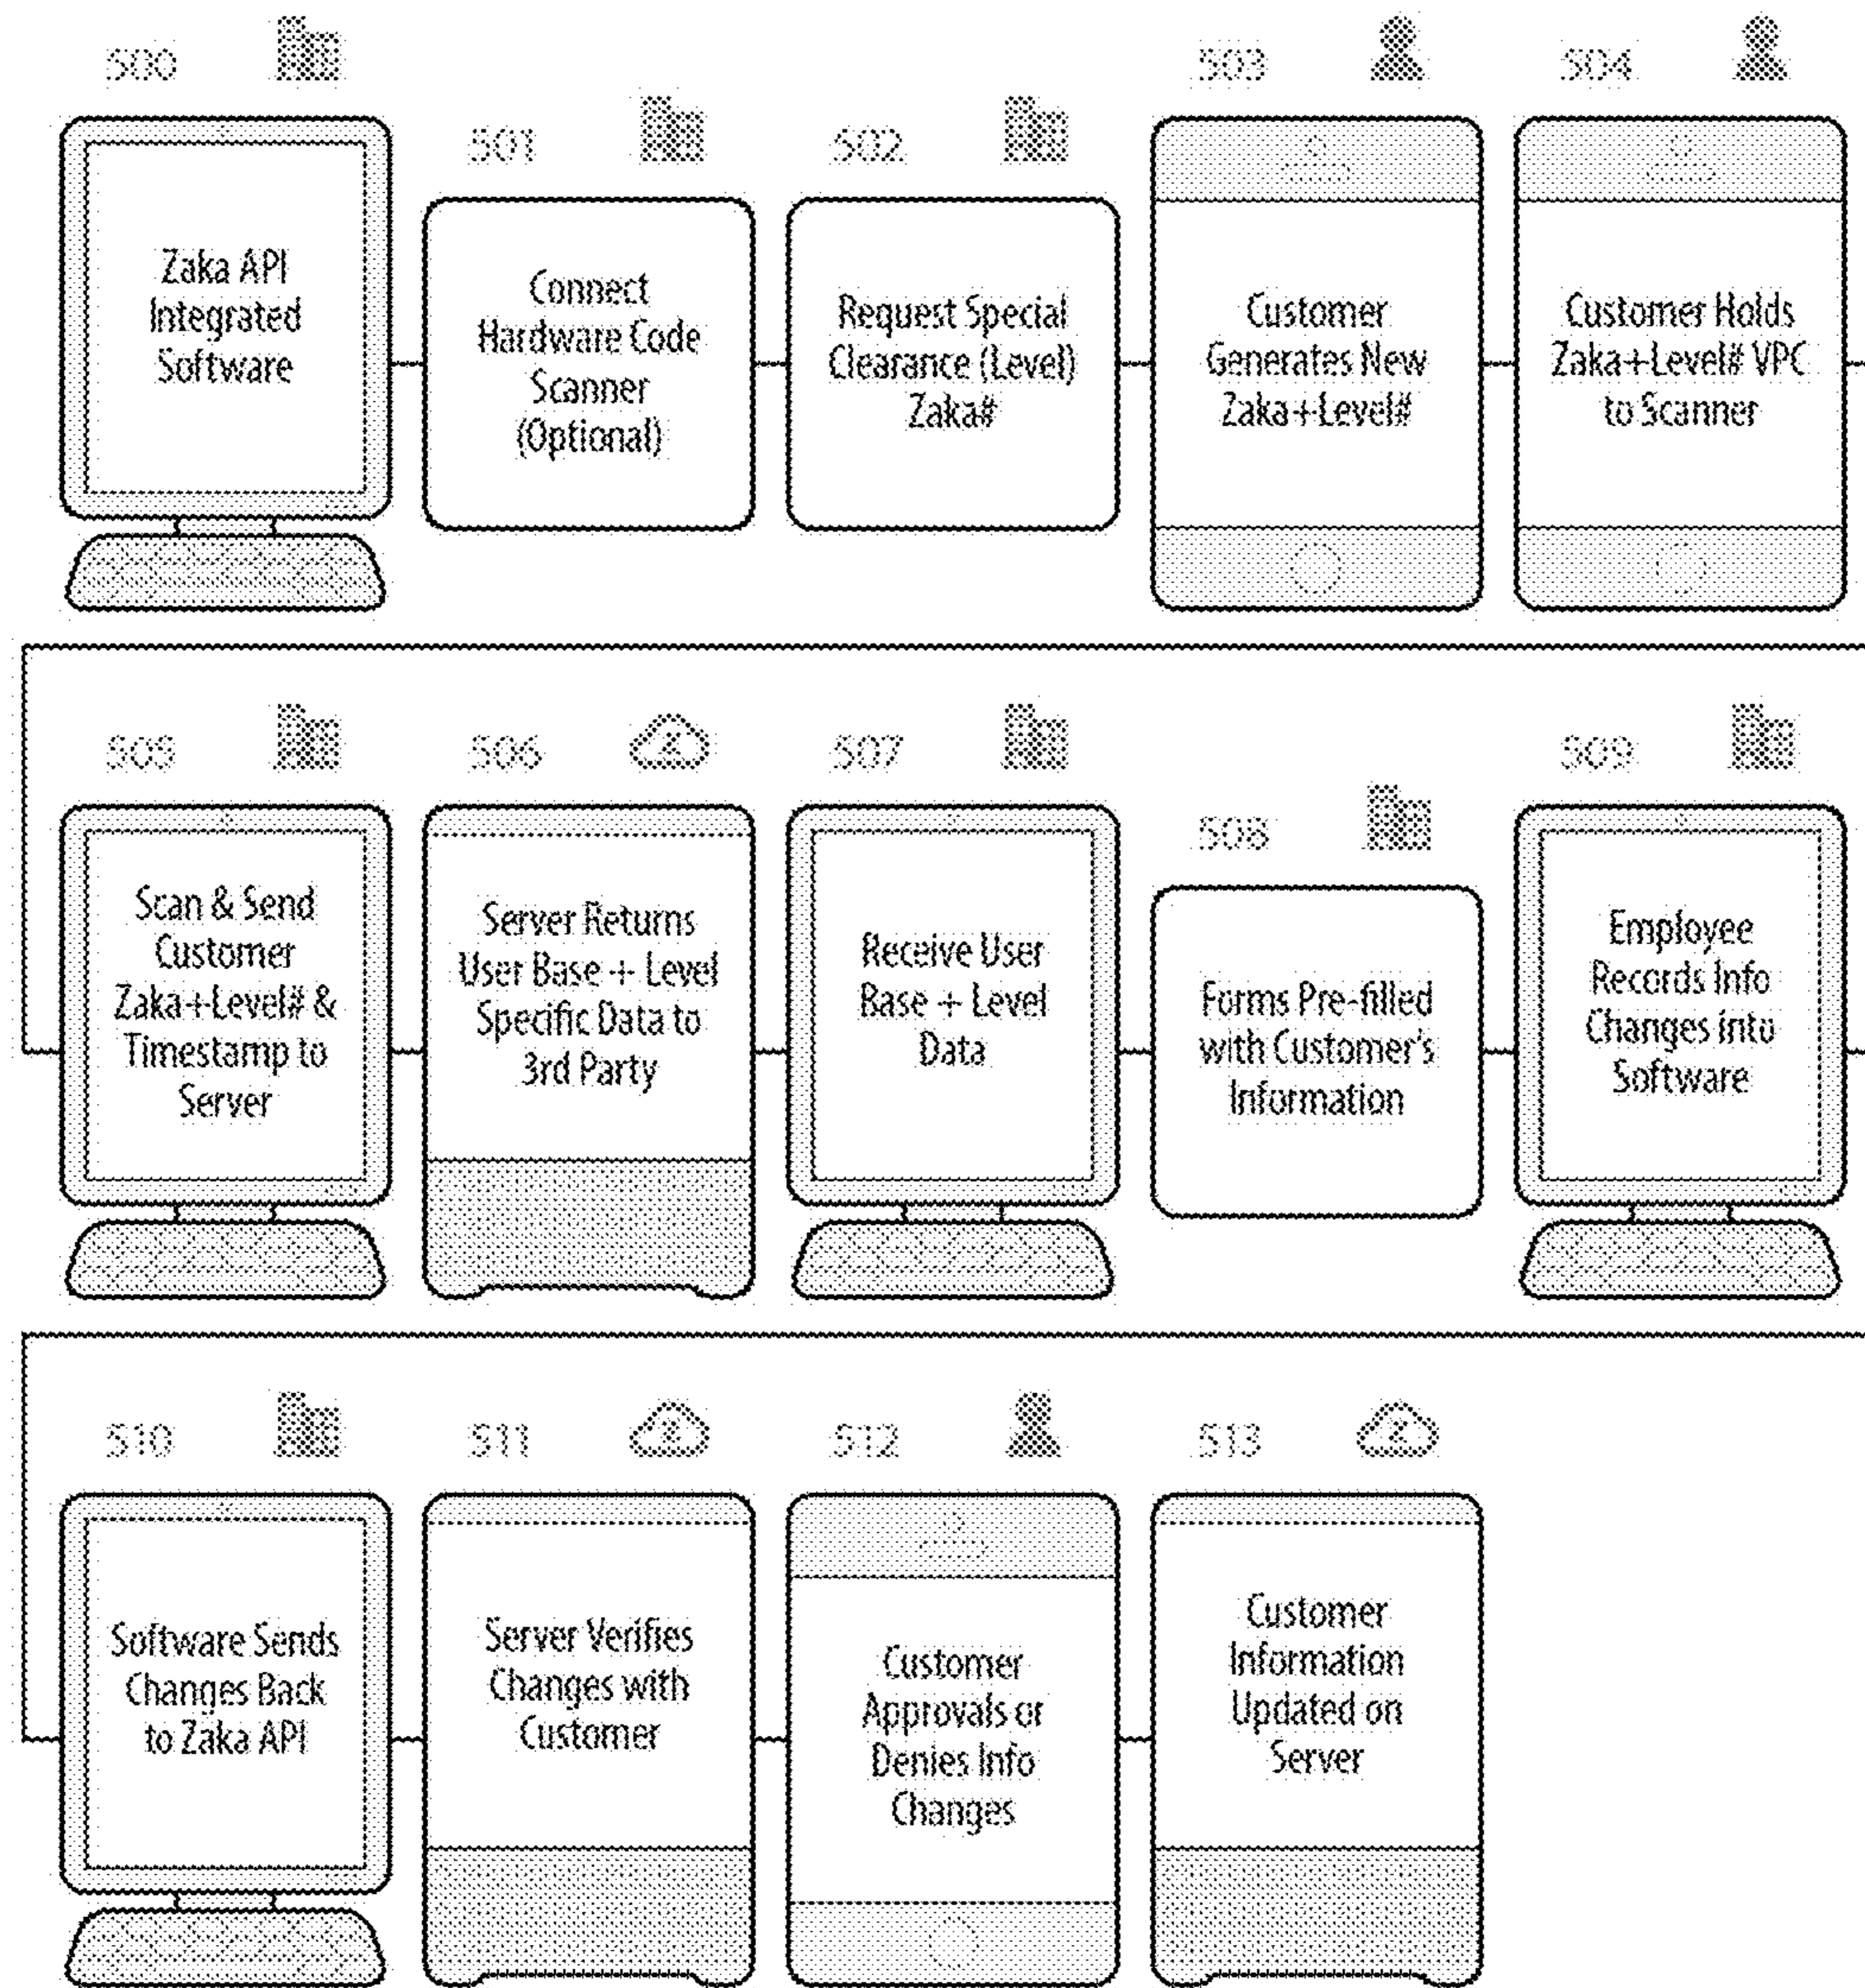 500
501
502
503
504
Zaka API
Integrated
Software
Connect
Hardware Code
Scanner
(Optional)
Request Special
Clearance (Level)
Zaka#
Customer
Generates New
Zaka+Level#
Customer Holds
Zaka+Level# VPC
to Scanner
505
506
Z
507
508
509
Scan & Send
Customer
Zaka+Level# &
Timestamp to
Server
Server Returns
User Base + Level
Specific Data to
3rd Party
Receive User
Base + Level
Data
Forms Pre-filled
with Customer's
Information
Employee
Records Info
Changes into
Software
510
511
Z
512
513
Z
Software Sends
Changes Back
to Zaka API
Server Verifies
Changes with
Customer
Customer
Approvals or
Denies Info
Changes
Customer
Information
Updated on
Server